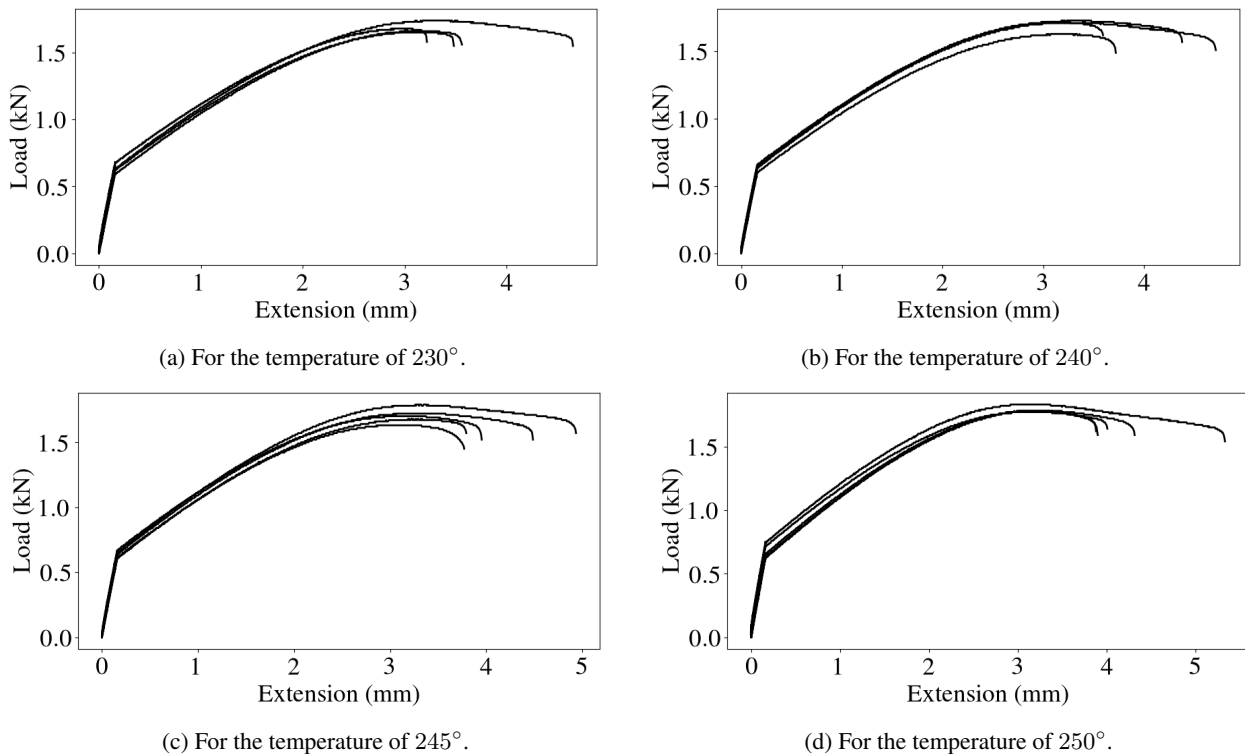 Load (kN)
1.5
1.0
0.5
0.0
0 1 2 3 4
Extension (mm)
(a) For the temperature of 230°.
Load (kN)
1.5
1.0
0.5
0.0
0 1 2 3 4
Extension (mm)
(b) For the temperature of 240°.
Load (kN)
1.5
1.0
0.5
0.0
0 1 2 3 4 5
Extension (mm)
(c) For the temperature of 245°.
Load (kN)
1.5
1.0
0.5
0.0
0 1 2 3 4 5
Extension (mm)
(d) For the temperature of 250°.